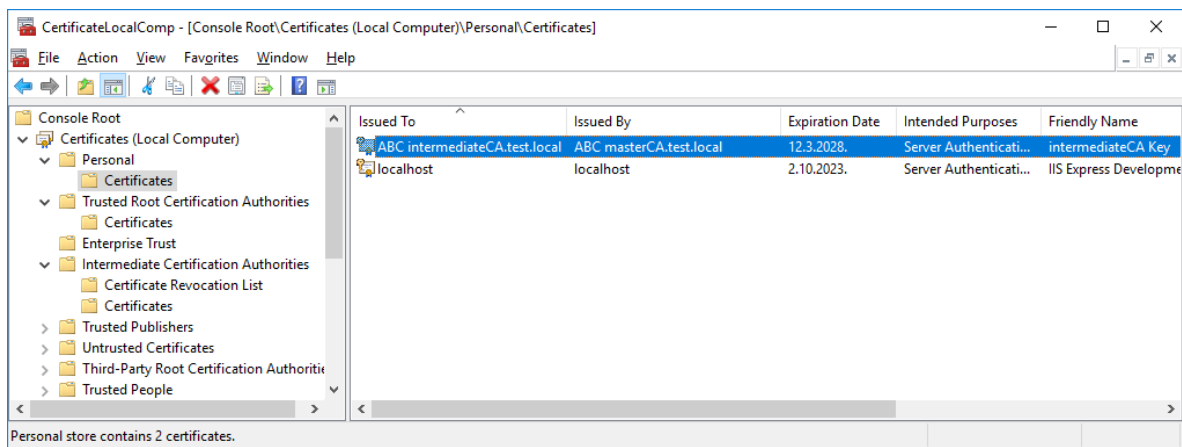 CertificateLocalComp - [Console Root\Certificates (Local Computer)\Personal\Certificates]
File Action View Favorites Window Help
Console Root
Certificates (Local Computer)
Personal
Certificates
Trusted Root Certification Authorities
Certificates
Enterprise Trust
Intermediate Certification Authorities
Certificate Revocation List
Certificates
Trusted Publishers
Untrusted Certificates
Third-Party Root Certification Authoritie
Trusted People
Issued To Issued By Expiration Date Intended Purposes Friendly Name
ABC intermediateCA.test.local ABC masterCA.test.local 12.3.2028. Server Authenticati... intermediateCA Key
localhost localhost 2.10.2023. Server Authenticati... IIS Express Developme
Personal store contains 2 certificates.